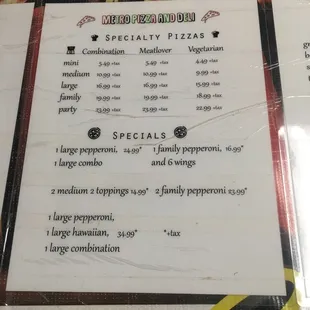 METRO PIZZA AND DELI
SPECIALTY PIZZAS
Combination Meatlover Vegetarian
mini 5.49 +tax 5.49 +tax 4.49 +tax
medium 10.99 +tax 10.99 +tax 9.99 +tax
large 16.99 +tax 16.99 +tax 15.99 +tax
family 19.99 +tax 19.99 +tax 18.99 +tax
party 23.99 +tax 23.99 +tax 22.99 +tax
SPECIALS
1 large pepperoni, 24.99* 1 family pepperoni, 16.99*
1 large combo and 6 wings
2 medium 2 toppings 14.99* 2 family pepperoni 23.99*
1 large pepperoni,
1 large hawaiian, 34.99* *+tax
1 large combination